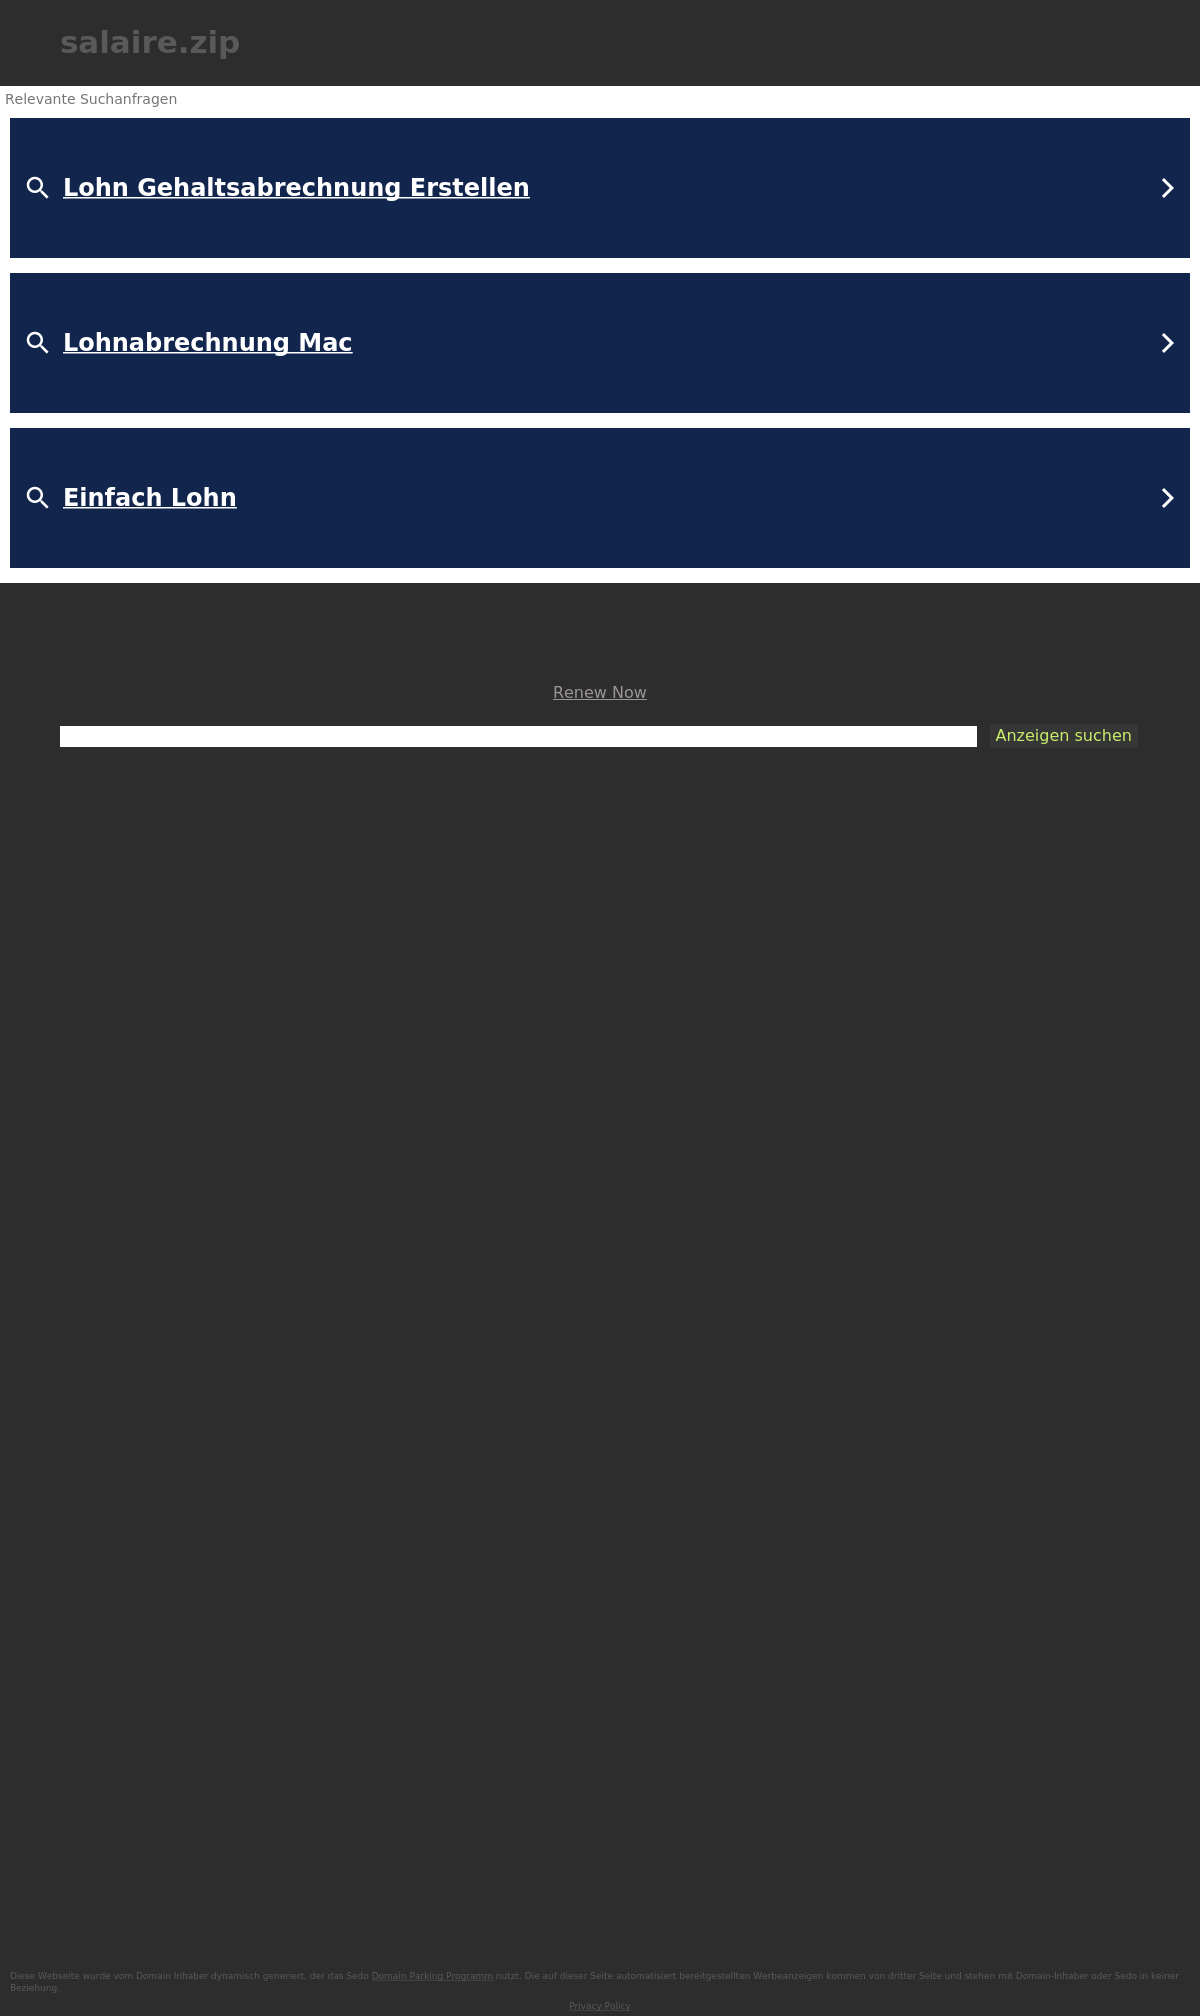 salaire.zip
Relevante Suchanfragen
Lohn Gehaltsabrechnung Erstellen
Lohnabrechnung Mac
Einfach Lohn
Renew Now
Anzeigen suchen
Diese Webseite wurde vom Domain Inhaber dynamisch generiert, der das Sedo Domain Parking Programm nutzt. Die auf dieser Seite automatisiert bereitgestellten Werbeanzeigen kommen von dritter Seite und stehen mit Domain-Inhaber oder Sedo in keiner
Beziehung.
Privacy Policy